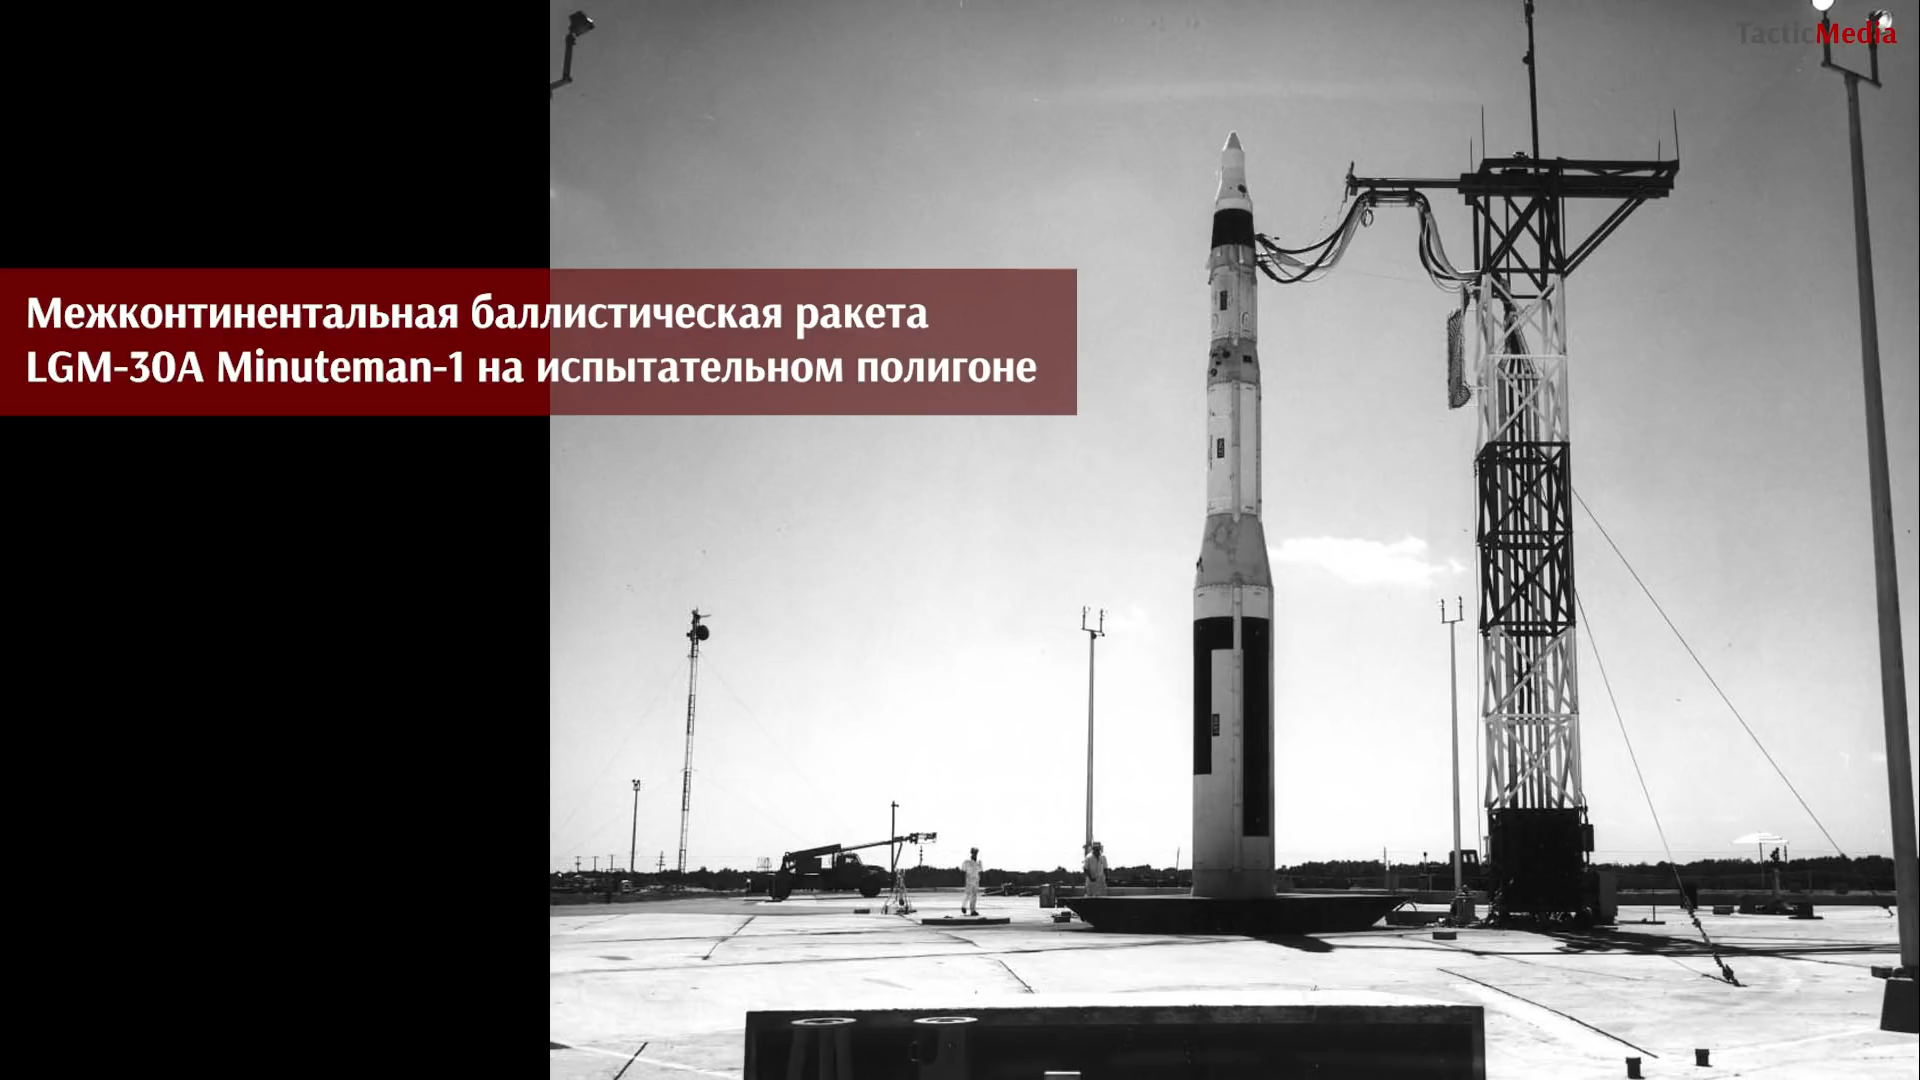 TacticMedia
Межконтинентальная баллистическая ракета
LGM-30A Minuteman-1 на испытательном полигоне